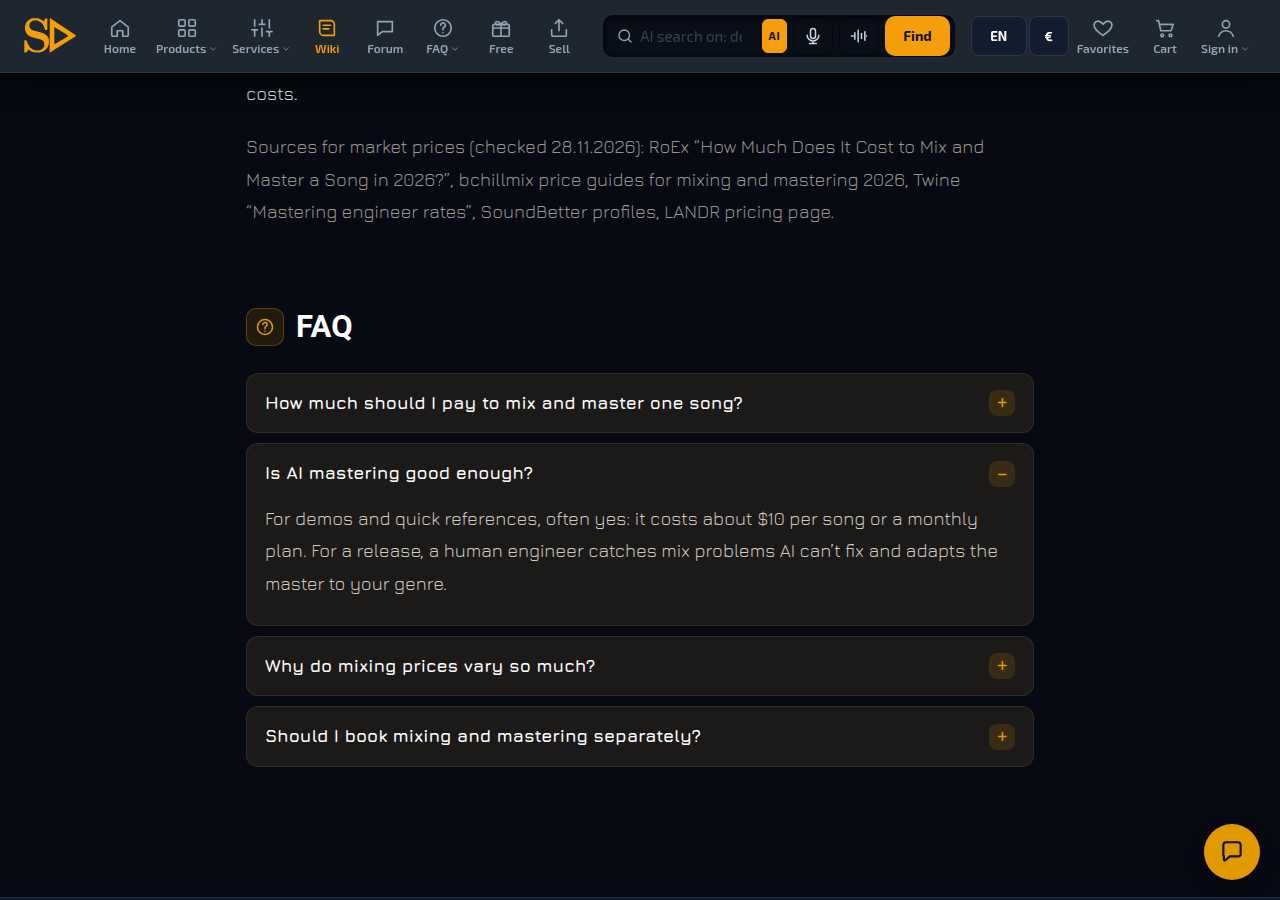 SD
Home
Products
Services
Wiki
Forum
FAQ
Free
Sell
AI search on: de
AI
Find
EN
€
Favorites
Cart
Sign in
costs.
Sources for market prices (checked 28.11.2026): RoEx “How Much Does It Cost to Mix and
Master a Song in 2026?”, bchillmix price guides for mixing and mastering 2026, Twine
“Mastering engineer rates”, SoundBetter profiles, LANDR pricing page.
FAQ
How much should I pay to mix and master one song?
Is AI mastering good enough?
For demos and quick references, often yes: it costs about $10 per song or a monthly
plan. For a release, a human engineer catches mix problems AI can’t fix and adapts the
master to your genre.
Why do mixing prices vary so much?
Should I book mixing and mastering separately?